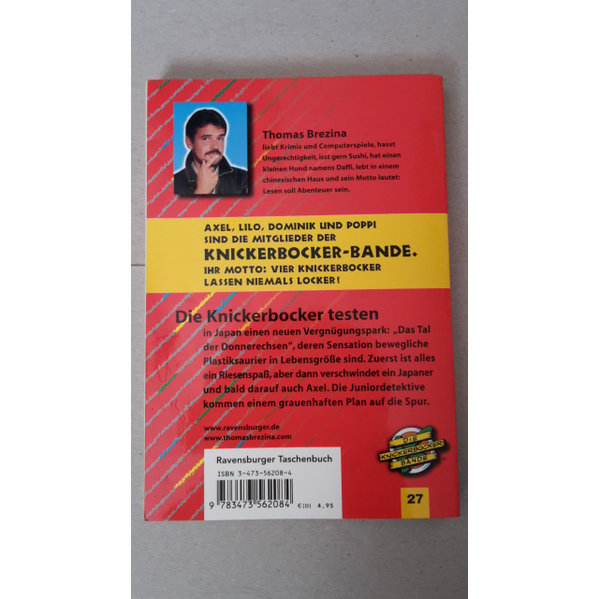 Thomas Brezina
liebt Krimis und Computerspiele, hasst
Ungerechtigkeit, isst gern Sushi, hat einen
kleinen Hund namens Daffi, lebt in einem
chinesischen Haus und sein Motto lautet:
Lesen soll Abenteuer sein.
AXEL, LILO, DOMINIK UND POPPI
SIND DIE MITGLIEDER DER
KNICKERBOCKER-BANDE.
IHR MOTTO: VIER KNICKERBOCKER
LASSEN NIEMALS LOCKER!
Die Knickerbocker testen
in Japan einen neuen Vergnügungspark: „Das Tal
der Donnerechsen", deren Sensation bewegliche
Plastiksaurier in Lebensgröße sind. Zuerst ist alles
ein Riesenspaß, aber dann verschwindet ein Japaner
und bald darauf auch Axel. Die Juniordetektive
kommen einem grauenhaften Plan auf die Spur.
www.ravensburger.de
www.thomasbrezina.com
Ravensburger Taschenbuch
ISBN 3-473-56208-4
9 783473 562084
€ (D) 4,95
DIE
KNICKERBOCKER
BANDE
27